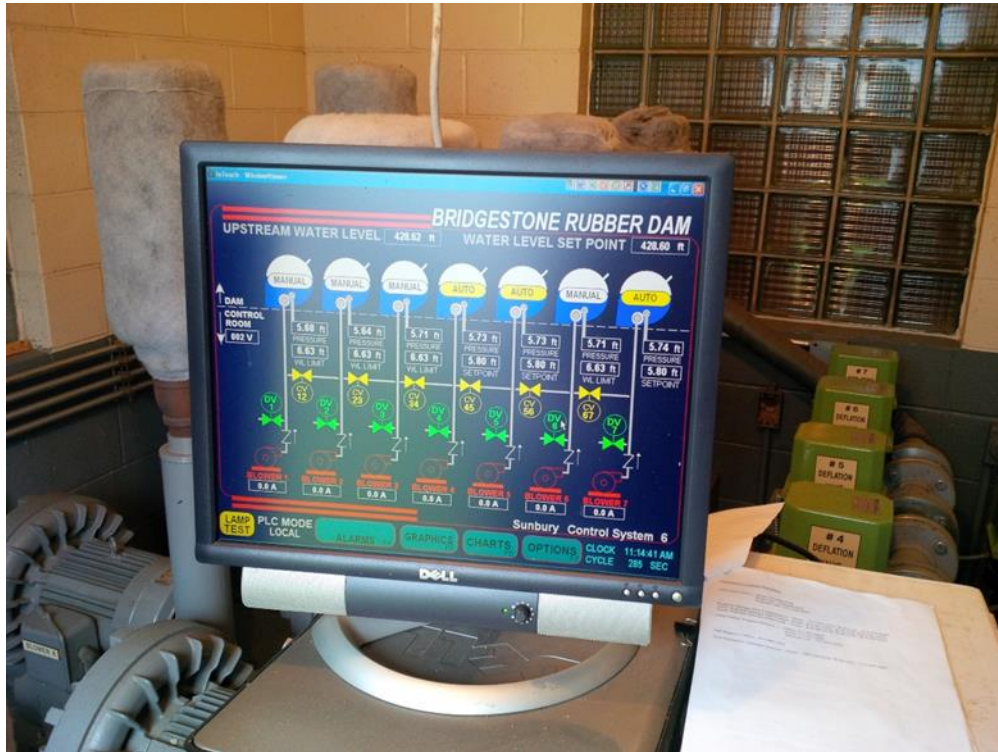 InTouch - WindowViewer
BRIDGESTONE RUBBER DAM
UPSTREAM WATER LEVEL 428.62 ft WATER LEVEL SET POINT 428.60 ft
MANUAL MANUAL MANUAL AUTO AUTO MANUAL AUTO
DAM
CONTROL
ROOM
602 V
5.60 ft 5.64 ft 5.71 ft 5.73 ft 5.73 ft 5.71 ft 5.74 ft
PRESSURE PRESSURE PRESSURE PRESSURE PRESSURE PRESSURE PRESSURE
6.63 ft 6.63 ft 6.63 ft 5.80 ft 5.80 ft 6.63 ft 5.80 ft
WL LIMIT WL LIMIT WL LIMIT SETPOINT SETPOINT WL LIMIT SETPOINT
CV CV CV CV CV CV
12 23 34 45 56 67
DV DV DV DV DV DV DV
1 2 3 4 5 6 7
BLOWER 1 BLOWER 2 BLOWER 3 BLOWER 4 BLOWER 5 BLOWER 6 BLOWER 7
0.0 A 0.0 A 0.0 A 0.0 A 0.0 A 0.0 A 0.0 A
Sunbury Control System 6
LAMP
TEST
PLC MODE
LOCAL
ALARMS GRAPHICS CHARTS OPTIONS
CLOCK 11:14:41 AM
CYCLE 285 SEC
DELL
#7
#6
DEFLATION
#5
DEFLATION
#4
DEFLATION
BLOWER